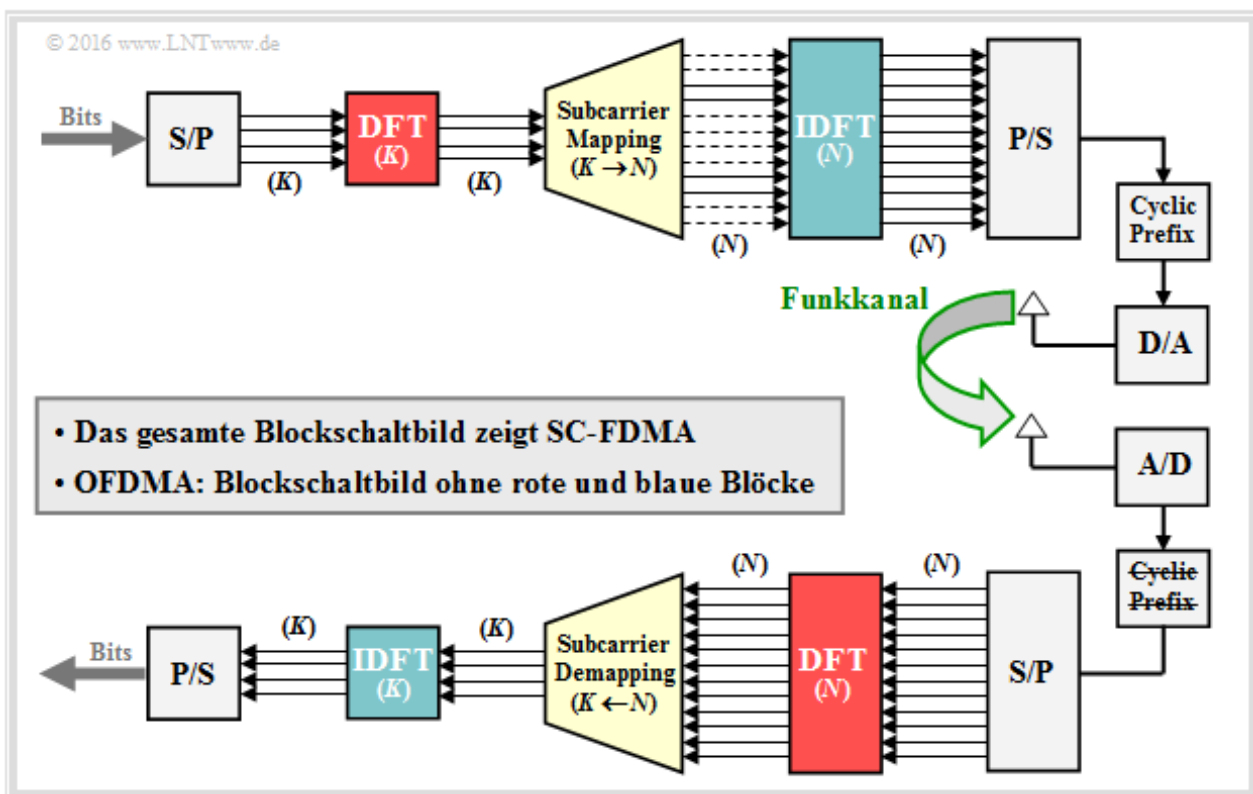 © 2016 www.LNTwww.de
Bits
S/P
(K)
DFT
(K)
(K)
Subcarrier
Mapping
(K → N)
(N)
IDFT
(N)
(N)
P/S
Cyclic
Prefix
Funkkanal
D/A
• Das gesamte Blockschaltbild zeigt SC-FDMA
• OFDMA: Blockschaltbild ohne rote und blaue Blöcke
A/D
Cyclic
Prefix
Bits
P/S
(K)
IDFT
(K)
(K)
Subcarrier
Demapping
(K ← N)
(N)
DFT
(N)
(N)
S/P